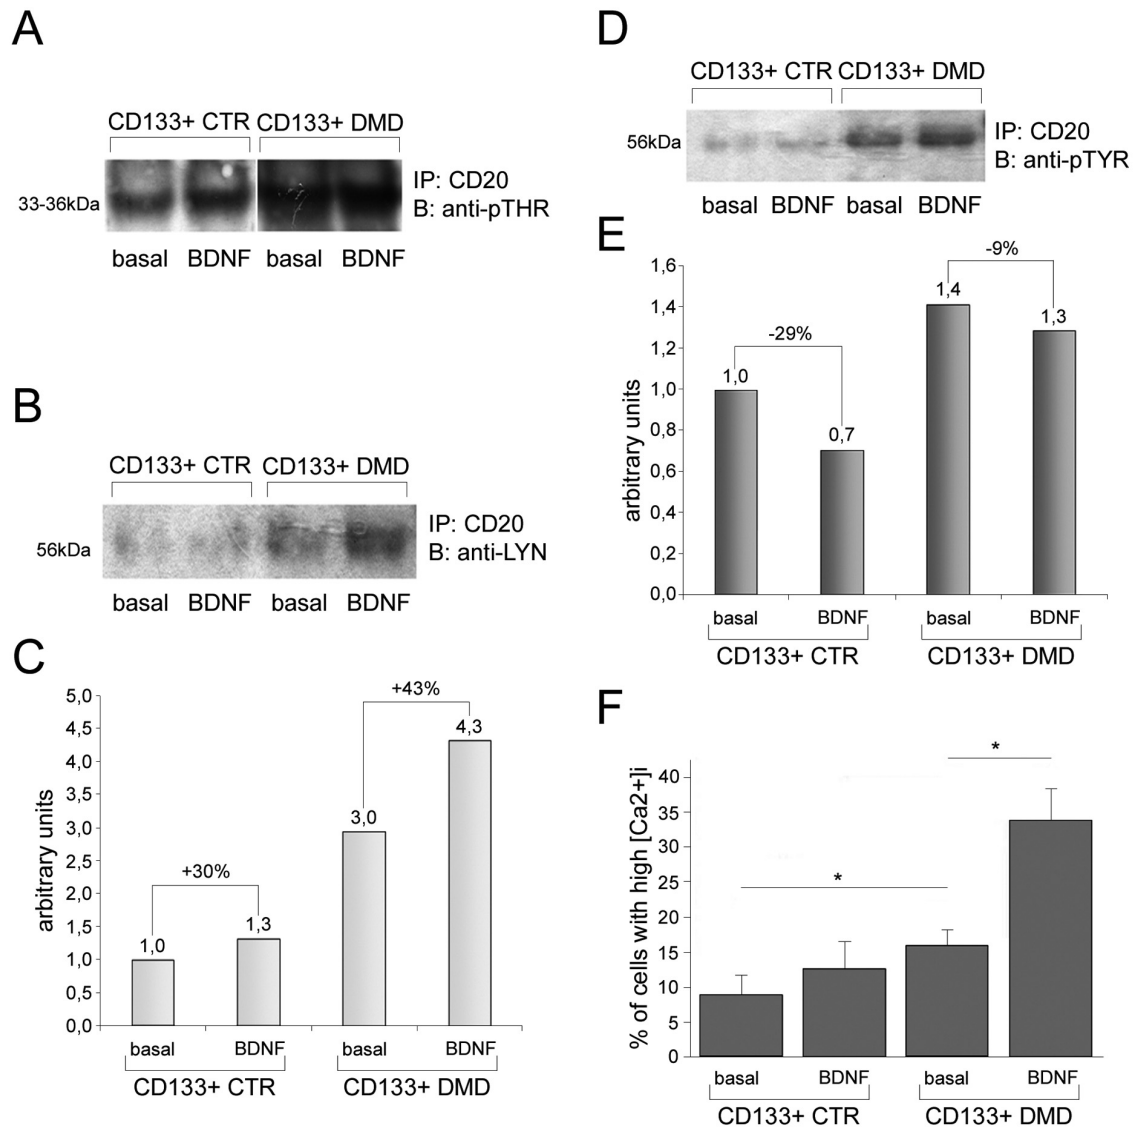 A
CD133+ CTR CD133+ DMD
33-36kDa
IP: CD20
B: anti-pTHR
basal BDNF basal BDNF
B
CD133+ CTR CD133+ DMD
56kDa
IP: CD20
B: anti-LYN
basal BDNF basal BDNF
C
arbitrary units
5,0
4,5
4,0
3,5
3,0
2,5
2,0
1,5
1,0
0,5
0,0
+30%
+43%
1,0
1,3
3,0
4,3
basal BDNF basal BDNF
CD133+ CTR CD133+ DMD
D
CD133+ CTR CD133+ DMD
56kDa
IP: CD20
B: anti-pTYR
basal BDNF basal BDNF
E
arbitrary units
1,6
1,4
1,2
1,0
0,8
0,6
0,4
0,2
0,0
-29%
-9%
1,0
0,7
1,4
1,3
basal BDNF basal BDNF
CD133+ CTR CD133+ DMD
F
% of cells with high [Ca2+]i
40
35
30
25
20
15
10
5
0
*
*
basal BDNF basal BDNF
CD133+ CTR CD133+ DMD